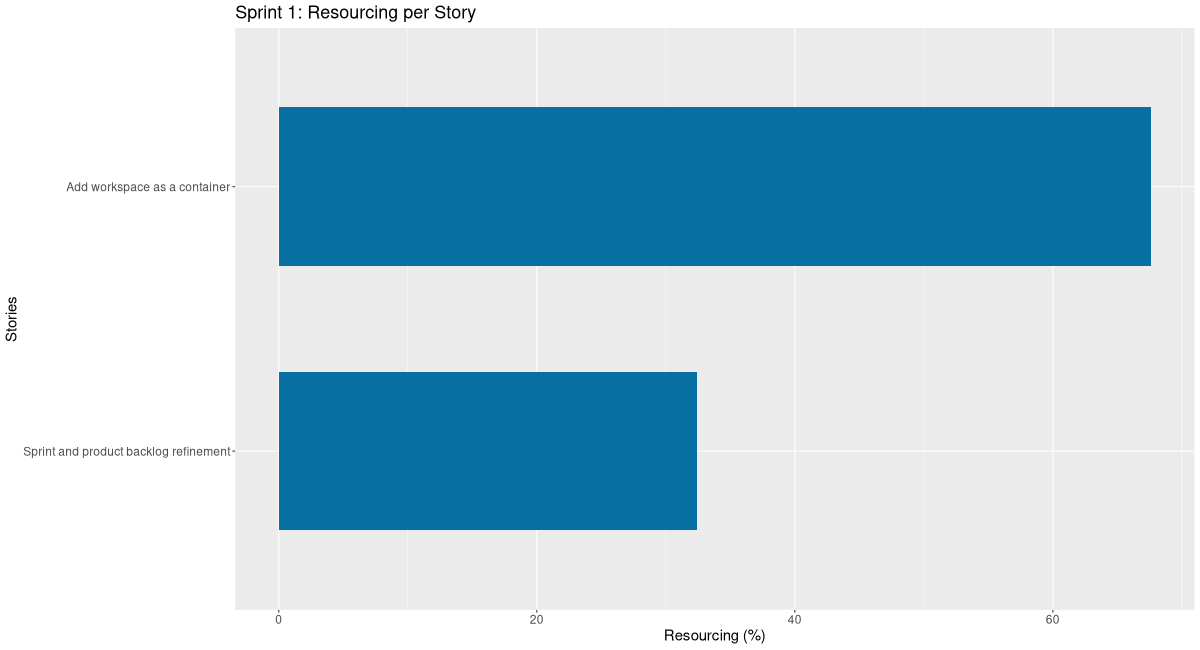 Sprint 1: Resourcing per Story
Add workspace as a container
Stories
Sprint and product backlog refinement
0 20 40 60
Resourcing (%)